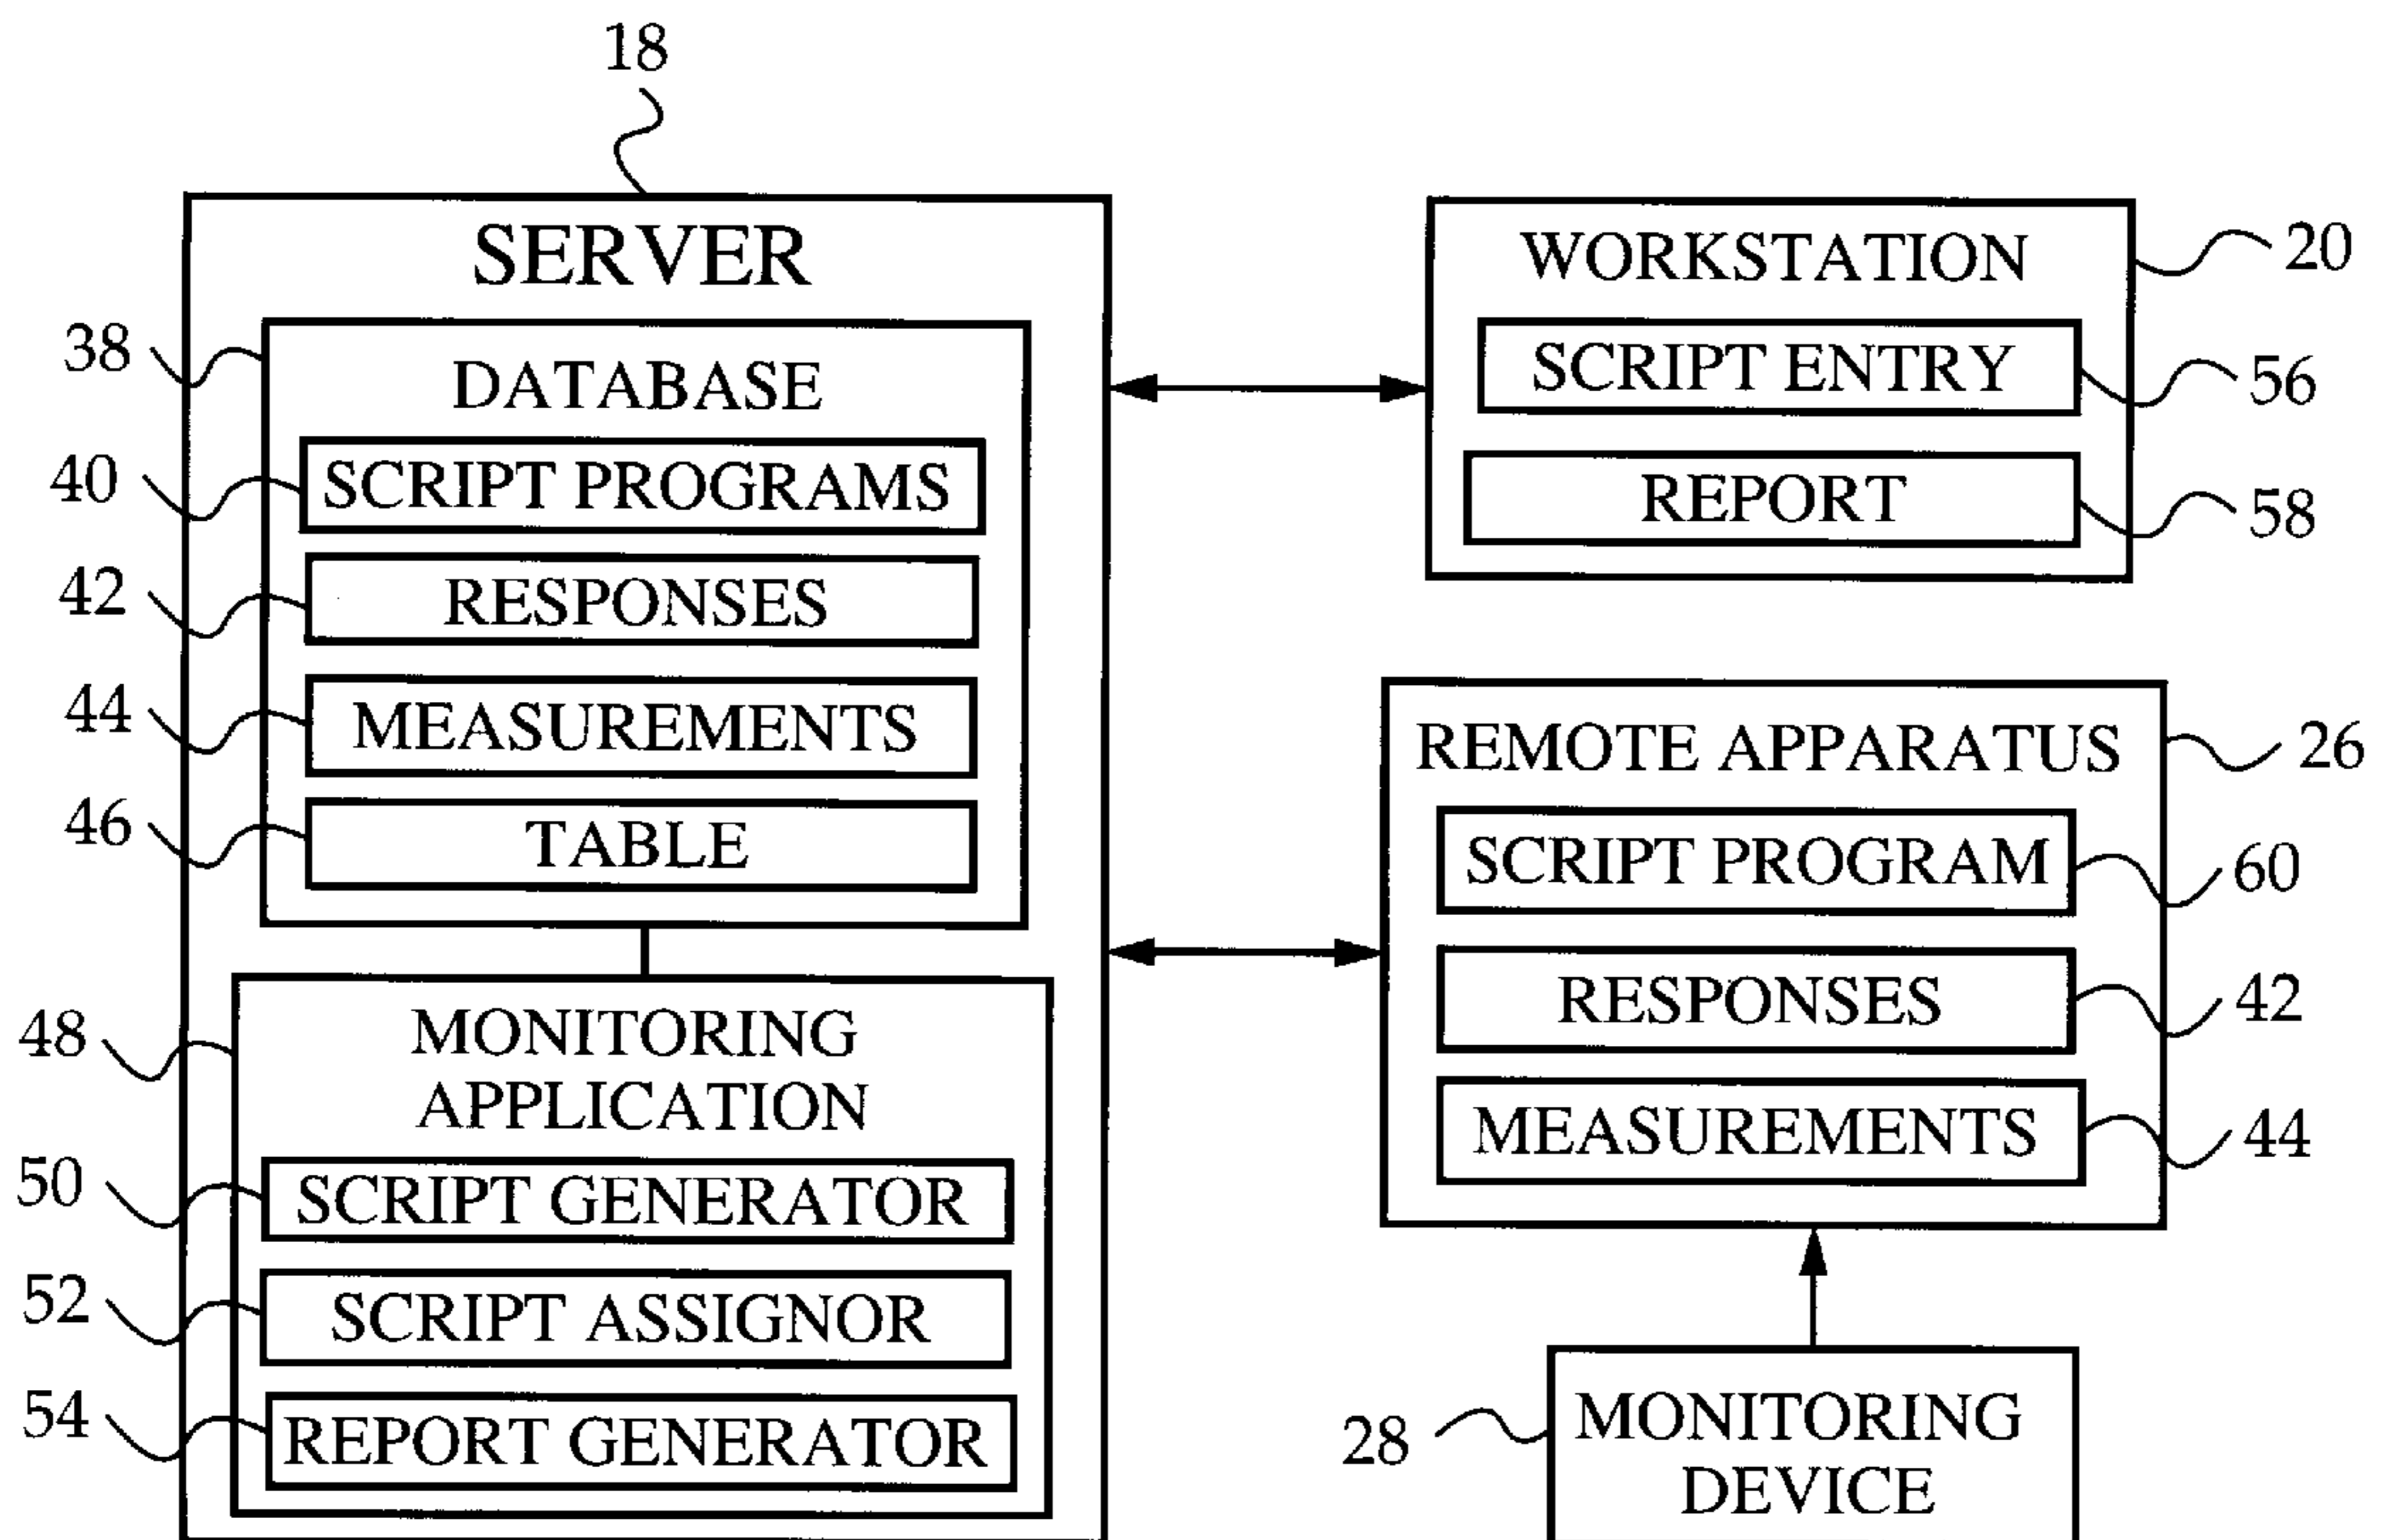 18
SERVER
38
DATABASE
40
SCRIPT PROGRAMS
42
RESPONSES
44
MEASUREMENTS
46
TABLE
48
MONITORING
APPLICATION
50
SCRIPT GENERATOR
52
SCRIPT ASSIGNOR
54
REPORT GENERATOR
WORKSTATION
20
SCRIPT ENTRY
56
REPORT
58
REMOTE APPARATUS
26
SCRIPT PROGRAM
60
RESPONSES
42
MEASUREMENTS
44
28
MONITORING
DEVICE